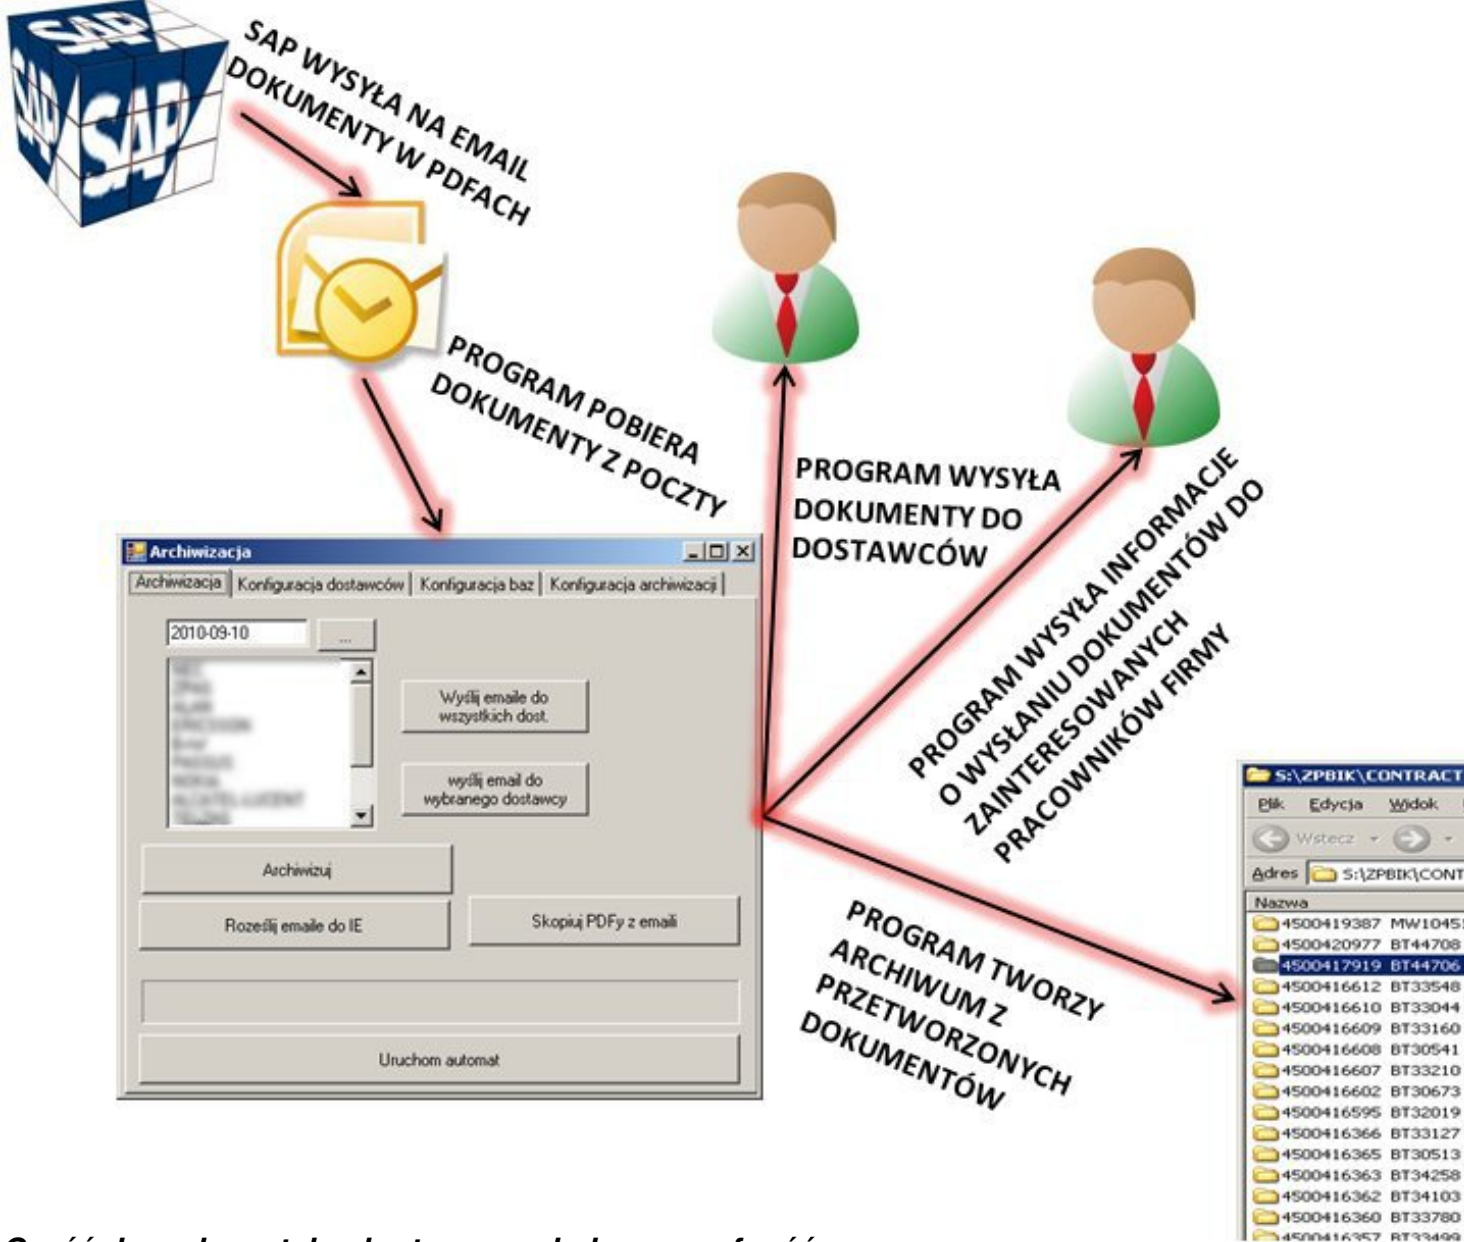 SAP
SAP
SAP
SAP WYSYŁA NA EMAIL
DOKUMENTY W PDFACH
PROGRAM POBIERA
DOKUMENTY Z POCZTY
PROGRAM WYSYŁA
DOKUMENTY DO
DOSTAWCÓW
PROGRAM WYSYŁA INFORMACJE
O WYSŁANIU DOKUMENTÓW DO
ZAINTERESOWANYCH
PRACOWNIKÓW FIRMY
Archiwizacja
Archiwizacja Konfiguracja dostawców Konfiguracja baz Konfiguracja archiwizacji
2010-09-10 ...
Wyślij emaile do
wszystkich dost.
wyślij email do
wybranego dostawcy
Archiwizuj
Roześlij emaile do IE
Skopiuj PDFy z emaili
Uruchom automat
PROGRAM TWORZY
ARCHIWUM Z
PRZETWORZONYCH
DOKUMENTÓW
S:\ZPBIK\CONTRACT
Plik Edycja Widok
Wstecz
Adres S:\ZPBIK\CONT
Nazwa
4500419387 MW1045
4500420977 BT44708
4500417919 BT44706
4500416612 BT33548
4500416610 BT33044
4500416609 BT33160
4500416608 BT30541
4500416607 BT33210
4500416602 BT30673
4500416595 BT32019
4500416366 BT33127
4500416365 BT30513
4500416363 BT34258
4500416362 BT34103
4500416360 BT33780
4500416357 BT33499